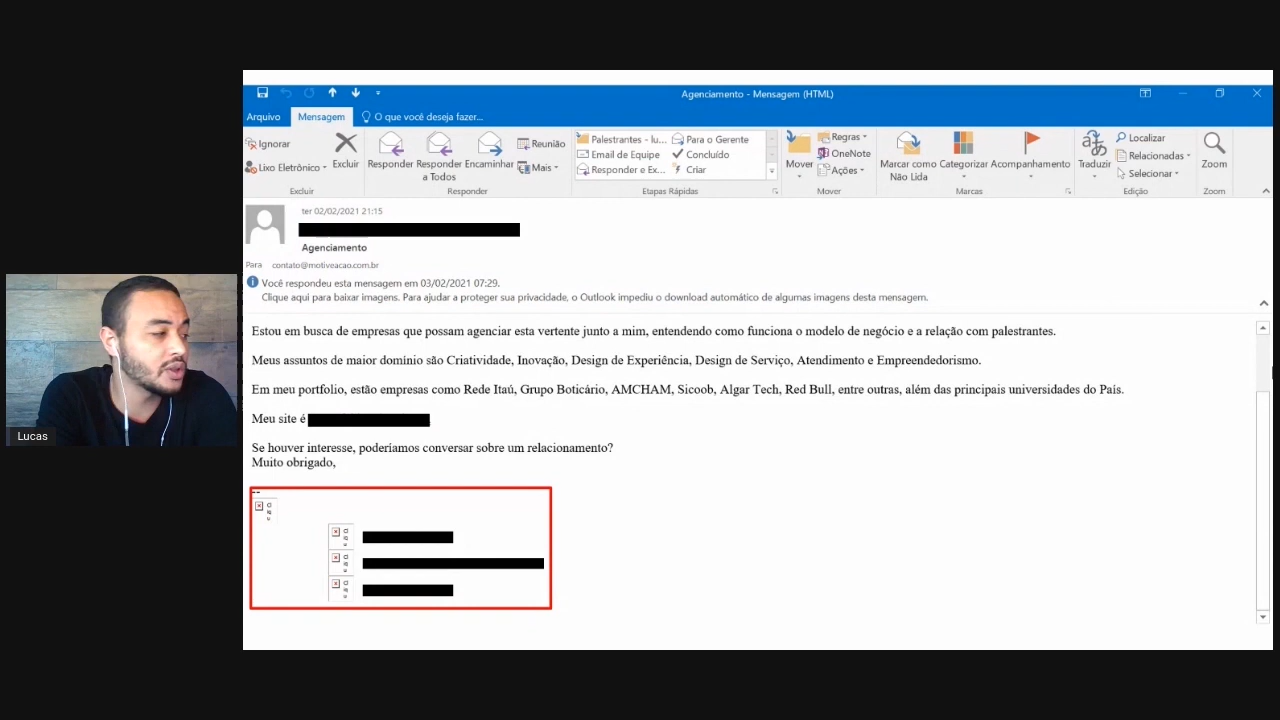 Agenciamento - Mensagem (HTML)
Arquivo
Mensagem
O que você deseja fazer...
Ignorar
Lixo Eletrônico
Excluir
Responder
Responder a Todos
Encaminhar
Reunião
Mais
Palestrantes - lu...
Para o Gerente
Email de Equipe
Concluído
Responder e Ex...
Criar
Mover
Regras
OneNote
Ações
Marcar como Não Lida
Categorizar
Acompanhamento
Traduzir
Localizar
Relacionadas
Selecionar
Zoom
Excluir
Responder
Etapas Rápidas
Mover
Marcas
Edição
Zoom
ter 02/02/2021 21:15
Agenciamento
Para contato@motiveacao.com.br
Você respondeu esta mensagem em 03/02/2021 07:29.
Clique aqui para baixar imagens. Para ajudar a proteger sua privacidade, o Outlook impediu o download automático de algumas imagens desta mensagem.
Estou em busca de empresas que possam agenciar esta vertente junto a mim, entendendo como funciona o modelo de negócio e a relação com palestrantes.
Meus assuntos de maior domínio são Criatividade, Inovação, Design de Experiência, Design de Serviço, Atendimento e Empreendedorismo.
Em meu portfolio, estão empresas como Rede Itaú, Grupo Boticário, AMCHAM, Sicoob, Algar Tech, Red Bull, entre outras, além das principais universidades do País.
Meu site é
Se houver interesse, poderíamos conversar sobre um relacionamento?
Muito obrigado,
--
Lucas